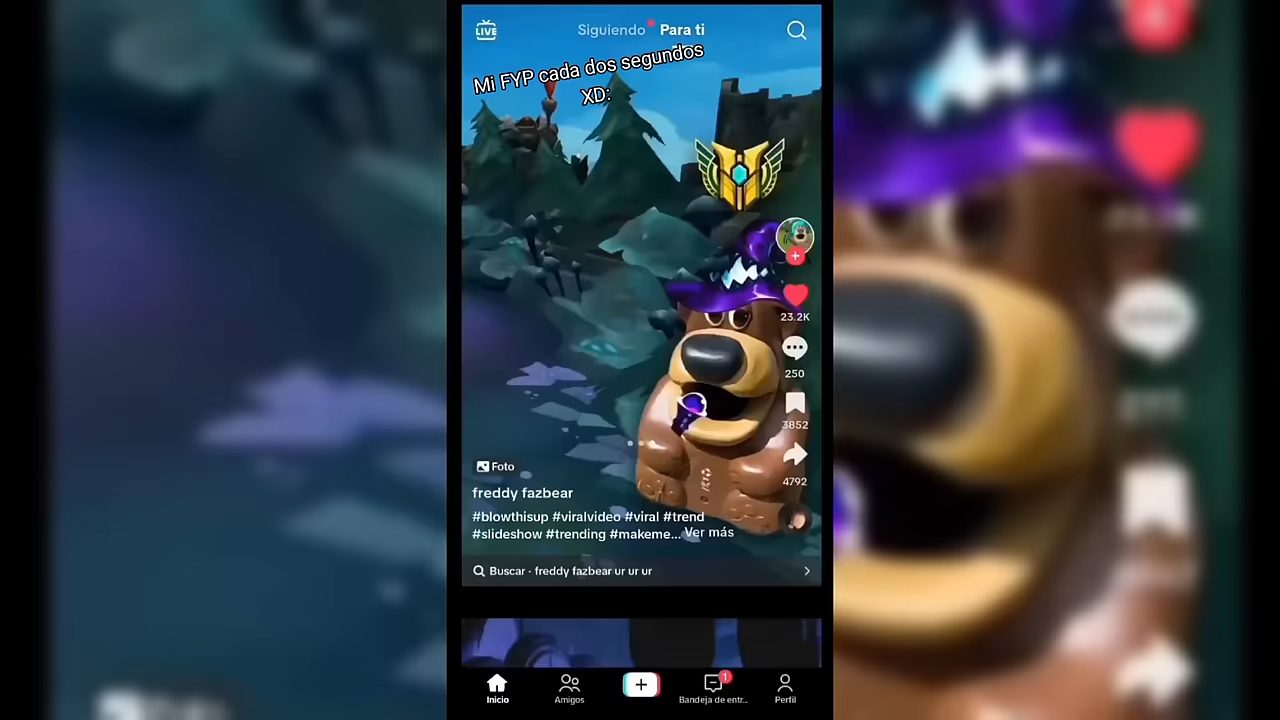 LIVE
Siguiendo
Para ti
Mi FYP cada dos segundos
XD:
23.2K
250
3852
4792
Foto
freddy fazbear
#blowthisup #viralvideo #viral #trend
#slideshow #trending #makeme... Ver más
Buscar · freddy fazbear ur ur ur
1
Inicio
Amigos
Bandeja de entr...
Perfil